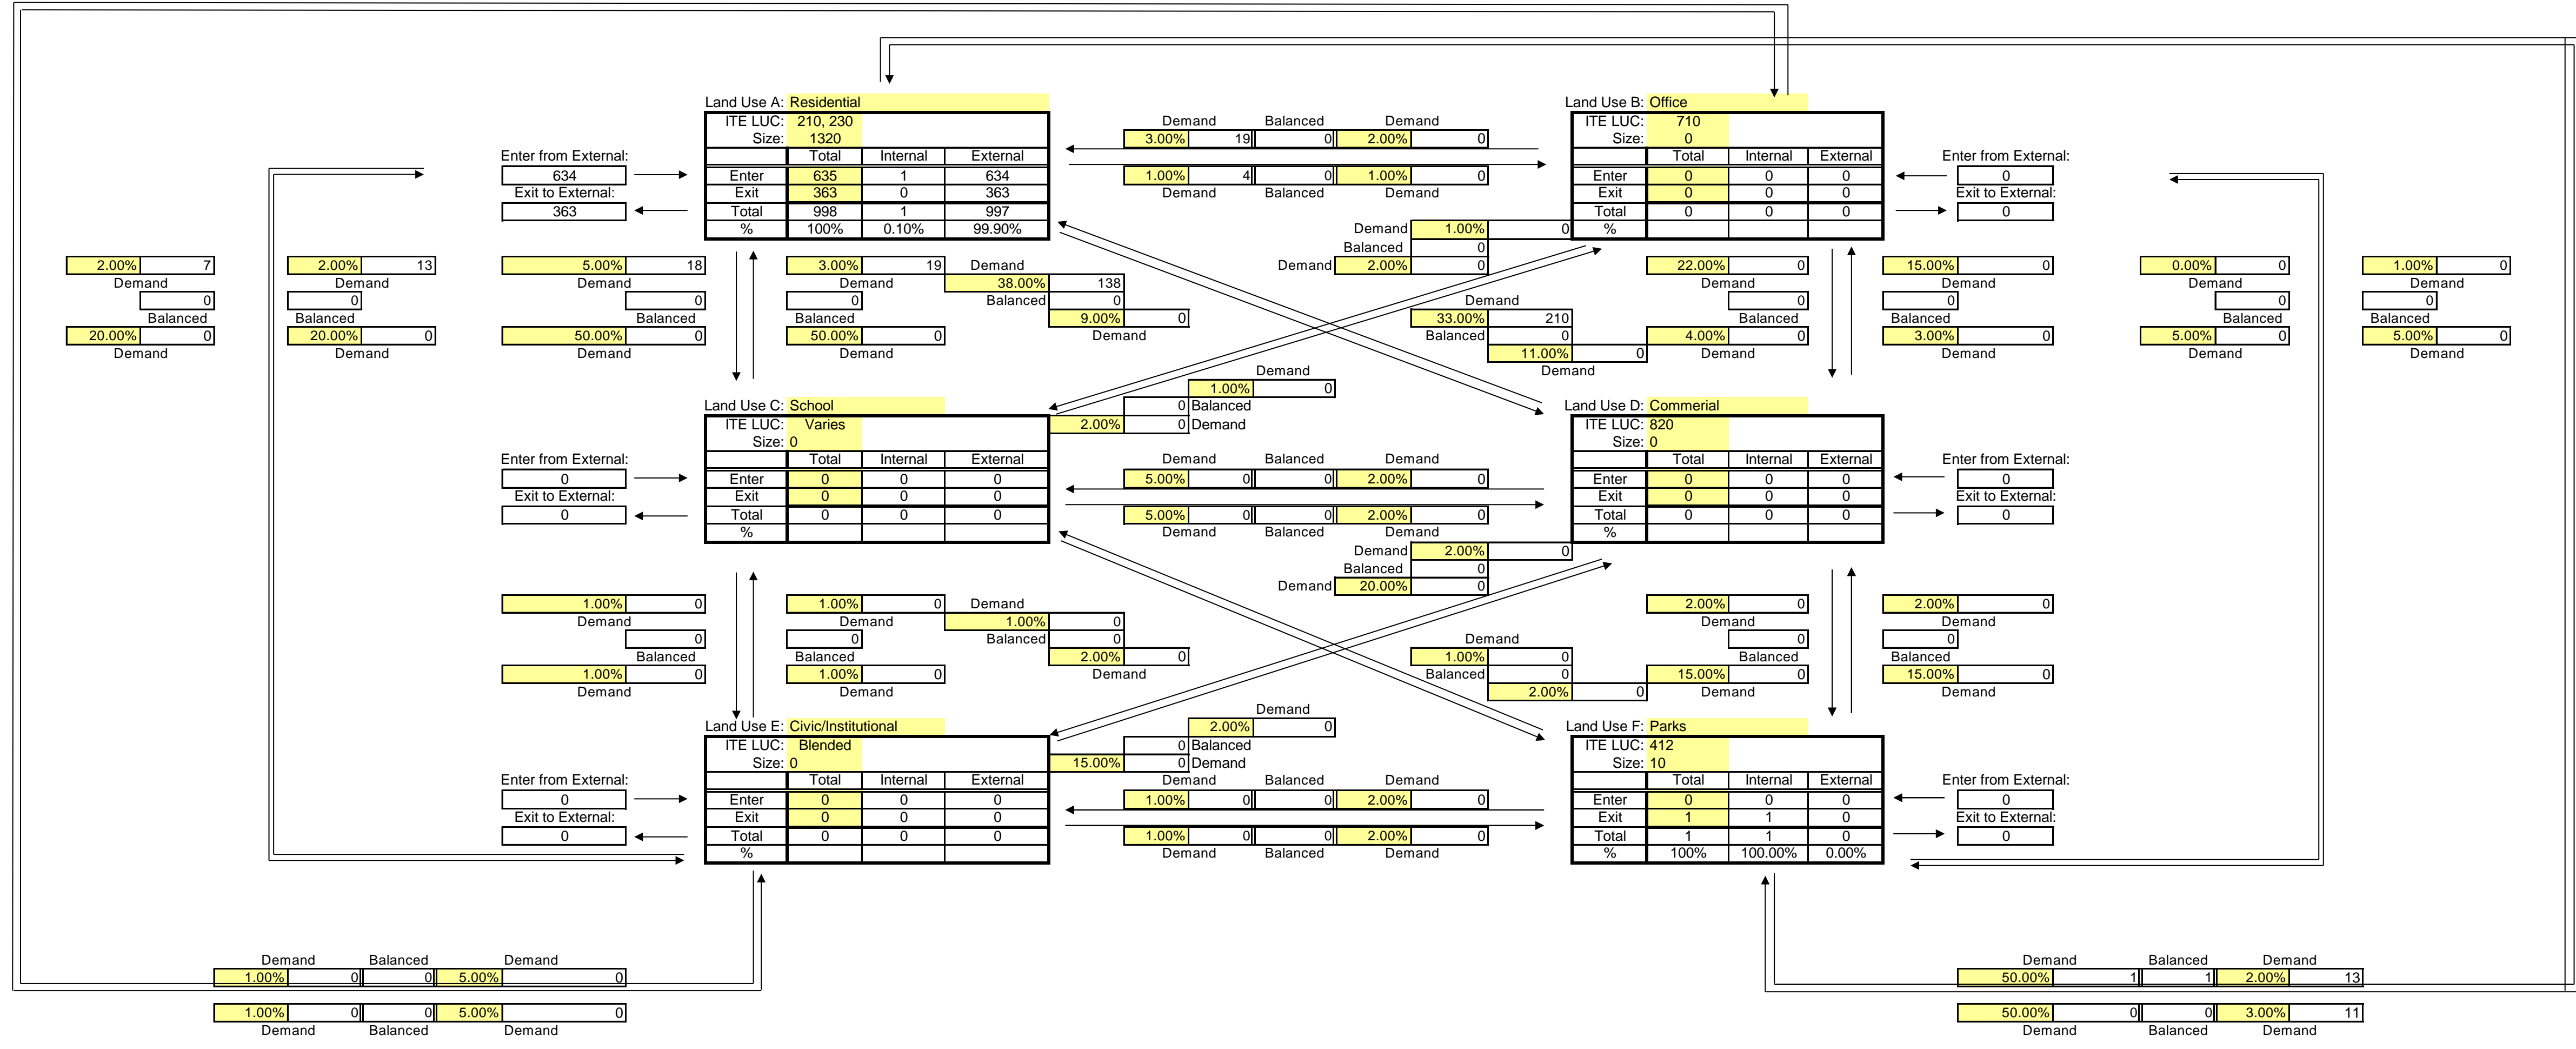 Land Use A: Residential
Land Use B: Office
ITE LUC: 210, 230
Demand Balanced Demand
ITE LUC: 710
Size: 1320
3.00% 19 0 2.00% 0
Size: 0
Enter from External:
Total Internal External
Total Internal External
Enter from External:
634
Enter 635 1 634
1.00% 4 0 1.00% 0
Enter 0 0 0
0
Exit to External:
Exit 363 0 363
Demand Balanced Demand
Exit 0 0 0
Exit to External:
363
Total 998 1 997
Total 0 0 0
0
% 100% 0.10% 99.90%
Demand 1.00% 0
%
Balanced 0
Demand 2.00% 0
2.00% 7
2.00% 13
5.00% 18
3.00% 19
Demand
22.00% 0
15.00% 0
0.00% 0
1.00% 0
Demand
Demand
Demand
Demand
38.00% 138
Demand
Demand
Demand
Demand
0
0
0
0
Balanced 0
Demand
0
0
0
0
Balanced
Balanced
Balanced
Balanced
9.00% 0
33.00% 210
Balanced
Balanced
Balanced
Balanced
20.00% 0
20.00% 0
50.00% 0
50.00% 0
Demand
Balanced 0
4.00% 0
3.00% 0
5.00% 0
5.00% 0
Demand
Demand
Demand
Demand
11.00% 0
Demand
Demand
Demand
Demand
Demand
Demand
1.00% 0
Land Use C: School
0 Balanced
Land Use D: Commerial
ITE LUC: Varies
2.00% 0 Demand
ITE LUC: 820
Size: 0
Size: 0
Enter from External:
Total Internal External
Demand Balanced Demand
Total Internal External
Enter from External:
0
Enter 0 0 0
5.00% 0 0 2.00% 0
Enter 0 0 0
0
Exit to External:
Exit 0 0 0
Exit 0 0 0
Exit to External:
0
Total 0 0 0
5.00% 0 0 2.00% 0
Total 0 0 0
0
%
Demand Balanced Demand
%
Demand 2.00% 0
Balanced 0
Demand 20.00% 0
1.00% 0
1.00% 0
Demand
2.00% 0
2.00% 0
Demand
Demand
1.00% 0
Demand
Demand
0
0
Balanced 0
Demand
0
0
Balanced
Balanced
2.00% 0
1.00% 0
Balanced
Balanced
1.00% 0
1.00% 0
Demand
Balanced 0
15.00% 0
15.00% 0
Demand
Demand
2.00% 0
Demand
Demand
Demand
Land Use E: Civic/Institutional
2.00% 0
Land Use F: Parks
ITE LUC: Blended
0 Balanced
ITE LUC: 412
Size: 0
15.00% 0 Demand
Size: 10
Enter from External:
Total Internal External
Demand Balanced Demand
Total Internal External
Enter from External:
0
Enter 0 0 0
1.00% 0 0 2.00% 0
Enter 0 0 0
0
Exit to External:
Exit 0 0 0
Exit 1 1 0
Exit to External:
0
Total 0 0 0
1.00% 0 0 2.00% 0
Total 1 1 0
0
%
Demand Balanced Demand
% 100% 100.00% 0.00%
Demand Balanced Demand
1.00% 0 0 5.00% 0
1.00% 0 0 5.00% 0
Demand Balanced Demand
Demand Balanced Demand
50.00% 1 1 2.00% 13
50.00% 0 0 3.00% 11
Demand Balanced Demand